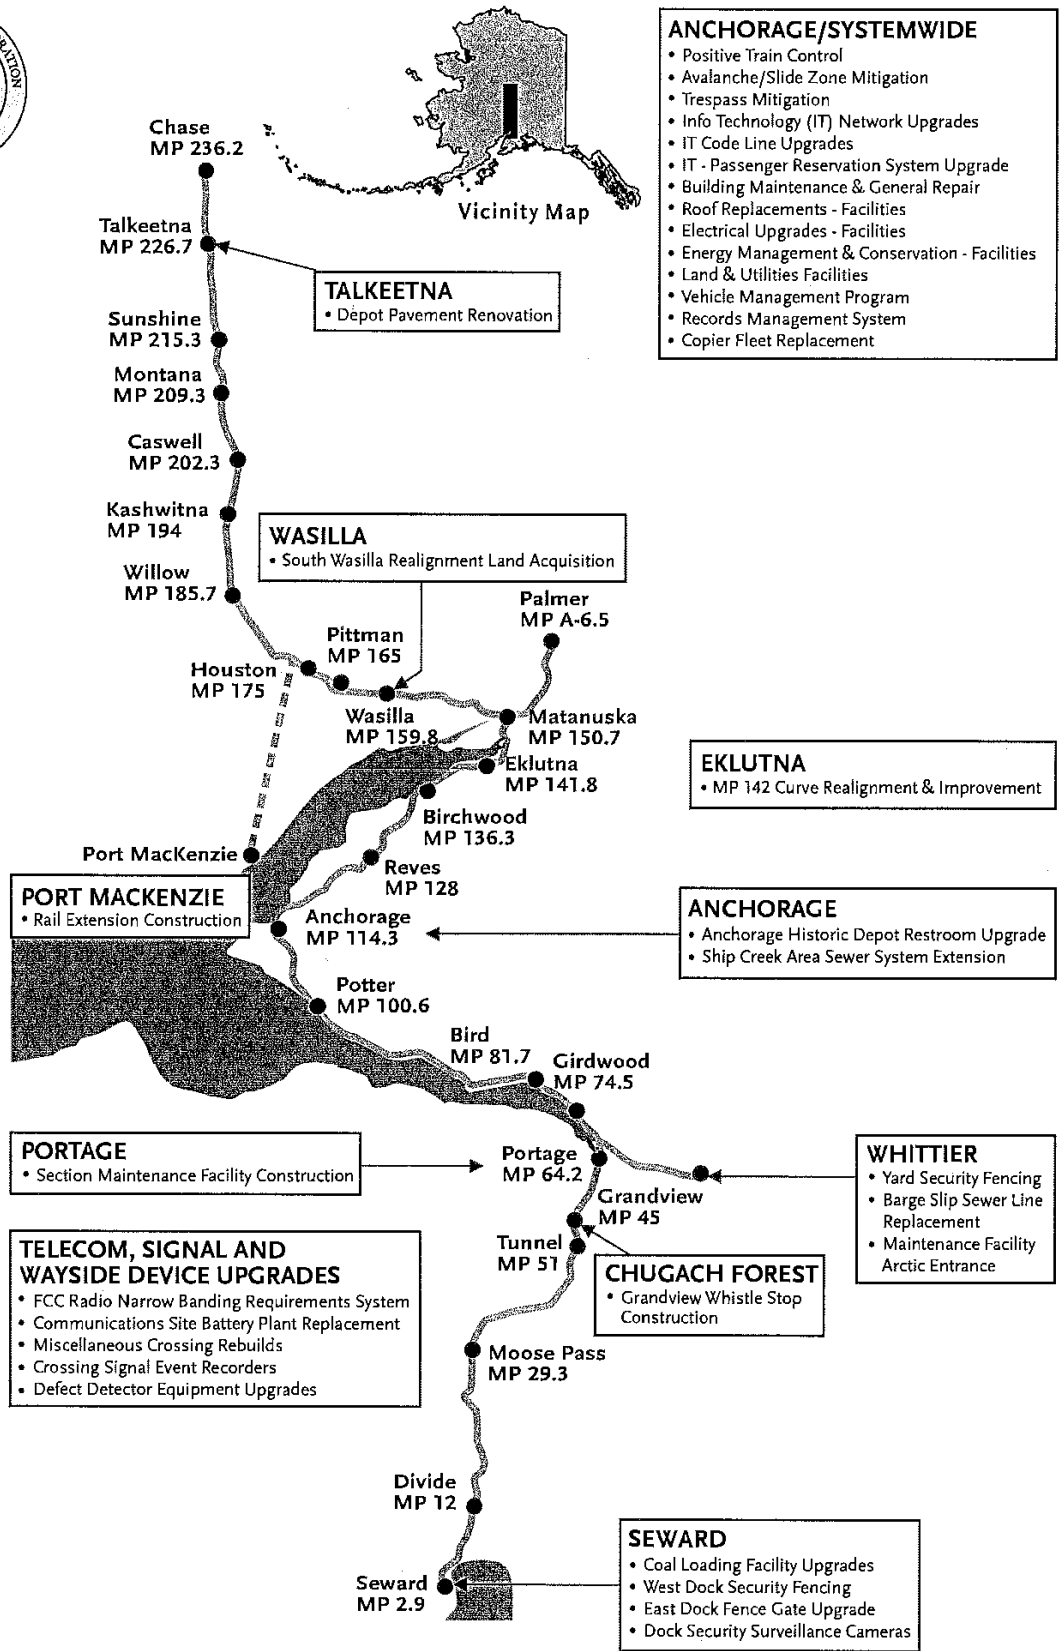 RATION
ANCHORAGE/SYSTEMWIDE
• Positive Train Control
• Avalanche/Slide Zone Mitigation
• Trespass Mitigation
• Info Technology (IT) Network Upgrades
• IT Code Line Upgrades
• IT - Passenger Reservation System Upgrade
• Building Maintenance & General Repair
• Roof Replacements - Facilities
• Electrical Upgrades - Facilities
• Energy Management & Conservation - Facilities
• Land & Utilities Facilities
• Vehicle Management Program
• Records Management System
• Copier Fleet Replacement
Vicinity Map
Chase
MP 236.2
Talkeetna
MP 226.7
TALKEETNA
• Depot Pavement Renovation
Sunshine
MP 215.3
Montana
MP 209.3
Caswell
MP 202.3
Kashwitna
MP 194
WASILLA
• South Wasilla Realignment Land Acquisition
Willow
MP 185.7
Palmer
MP A-6.5
Pittman
MP 165
Houston
MP 175
Wasilla
MP 159.8
Matanuska
MP 150.7
Eklutna
MP 141.8
EKLUTNA
• MP 142 Curve Realignment & Improvement
Birchwood
MP 136.3
Port MacKenzie
Reves
MP 128
PORT MACKENZIE
• Rail Extension Construction
Anchorage
MP 114.3
ANCHORAGE
• Anchorage Historic Depot Restroom Upgrade
• Ship Creek Area Sewer System Extension
Potter
MP 100.6
Bird
MP 81.7
Girdwood
MP 74.5
PORTAGE
• Section Maintenance Facility Construction
Portage
MP 64.2
WHITTIER
• Yard Security Fencing
• Barge Slip Sewer Line
Replacement
• Maintenance Facility
Arctic Entrance
Grandview
MP 45
Tunnel
MP 51
CHUGACH FOREST
• Grandview Whistle Stop
Construction
TELECOM, SIGNAL AND
WAYSIDE DEVICE UPGRADES
• FCC Radio Narrow Banding Requirements System
• Communications Site Battery Plant Replacement
• Miscellaneous Crossing Rebuilds
• Crossing Signal Event Recorders
• Defect Detector Equipment Upgrades
Moose Pass
MP 29.3
Divide
MP 12
Seward
MP 2.9
SEWARD
• Coal Loading Facility Upgrades
• West Dock Security Fencing
• East Dock Fence Gate Upgrade
• Dock Security Surveillance Cameras